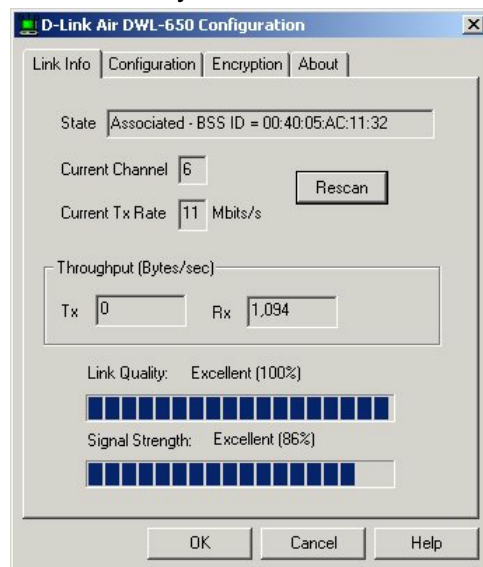 D-Link Air DWL-650 Configuration
Link Info Configuration Encryption About
State Associated - BSS ID = 00:40:05:AC:11:32
Current Channel 6
Rescan
Current Tx Rate 11 Mbits/s
Throughput (Bytes/sec)
Tx 0 Rx 1,094
Link Quality: Excellent (100%)
Signal Strength: Excellent (86%)
OK Cancel Help